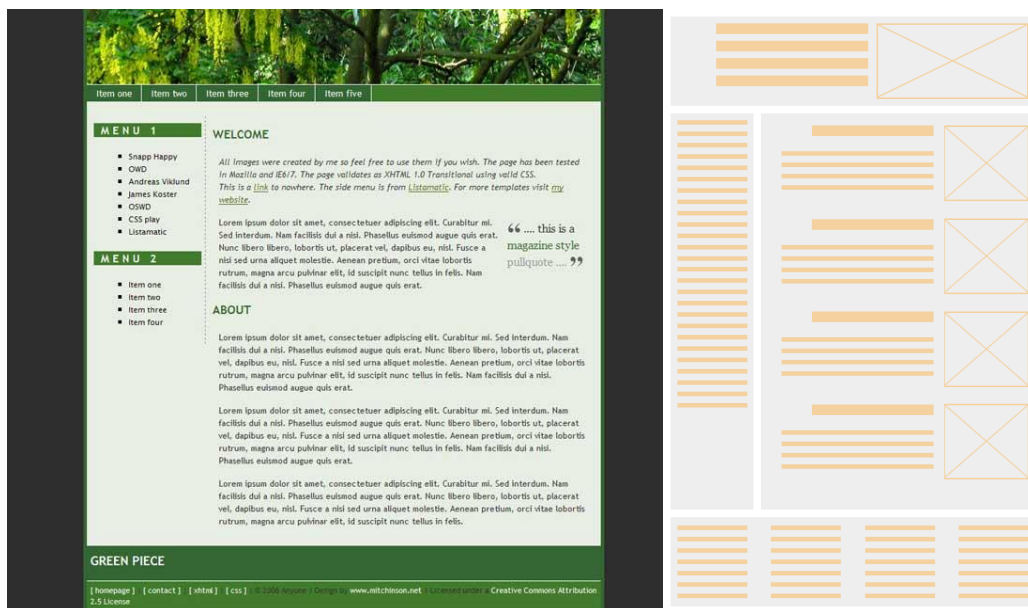 Item one Item two Item three Item four Item five
MENU 1
Snapp Happy
OWD
Andreas Viklund
James Koster
OSWD
CSS play
Listamatic
MENU 2
Item one
Item two
Item three
Item four
WELCOME
All images were created by me so feel free to use them if you wish. The page has been tested
in Mozilla and IE6/7. The page validates as XHTML 1.0 Transitional using valid CSS.
This is a link to nowhere. The side menu is from Listamatic. For more templates visit my
website.
Lorem ipsum dolor sit amet, consectetuer adipiscing elit. Curabitur mi.
Sed interdum. Nam facilisis dui a nisi. Phasellus euismod augue quis erat.
Nunc libero libero, lobortis ut, placerat vel, dapibus eu, nisl. Fusce a
nisi sed urna aliquet molestie. Aenean pretium, orci vitae lobortis
rutrum, magna arcu pulvinar elit, id suscipit nunc tellus in felis. Nam
facilisis dui a nisi. Phasellus euismod augue quis erat.
“ .... this is a
magazine style
pullquote .... ”
ABOUT
Lorem ipsum dolor sit amet, consectetuer adipiscing elit. Curabitur mi. Sed interdum. Nam
facilisis dui a nisi. Phasellus euismod augue quis erat. Nunc libero libero, lobortis ut, placerat
vel, dapibus eu, nisl. Fusce a nisi sed urna aliquet molestie. Aenean pretium, orci vitae lobortis
rutrum, magna arcu pulvinar elit, id suscipit nunc tellus in felis. Nam facilisis dui a nisi.
Phasellus euismod augue quis erat.
Lorem ipsum dolor sit amet, consectetuer adipiscing elit. Curabitur mi. Sed interdum. Nam
facilisis dui a nisi. Phasellus euismod augue quis erat. Nunc libero libero, lobortis ut, placerat
vel, dapibus eu, nisl. Fusce a nisi sed urna aliquet molestie. Aenean pretium, orci vitae lobortis
rutrum, magna arcu pulvinar elit, id suscipit nunc tellus in felis. Nam facilisis dui a nisi.
Phasellus euismod augue quis erat.
Lorem ipsum dolor sit amet, consectetuer adipiscing elit. Curabitur mi. Sed interdum. Nam
facilisis dui a nisi. Phasellus euismod augue quis erat. Nunc libero libero, lobortis ut, placerat
vel, dapibus eu, nisl. Fusce a nisi sed urna aliquet molestie. Aenean pretium, orci vitae lobortis
rutrum, magna arcu pulvinar elit, id suscipit nunc tellus in felis.
GREEN PIECE
[ homepage ] [ contact ] [ xhtml ] [ css ] © 2006 Anyone | Design by www.mitchinson.net | Licensed under a Creative Commons Attribution
2.5 License